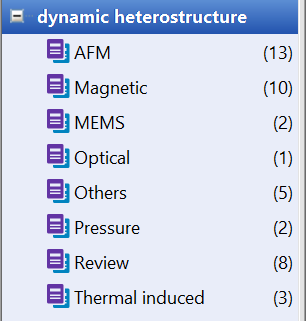 dynamic heterostructure
AFM (13)
Magnetic (10)
MEMS (2)
Optical (1)
Others (5)
Pressure (2)
Review (8)
Thermal induced (3)